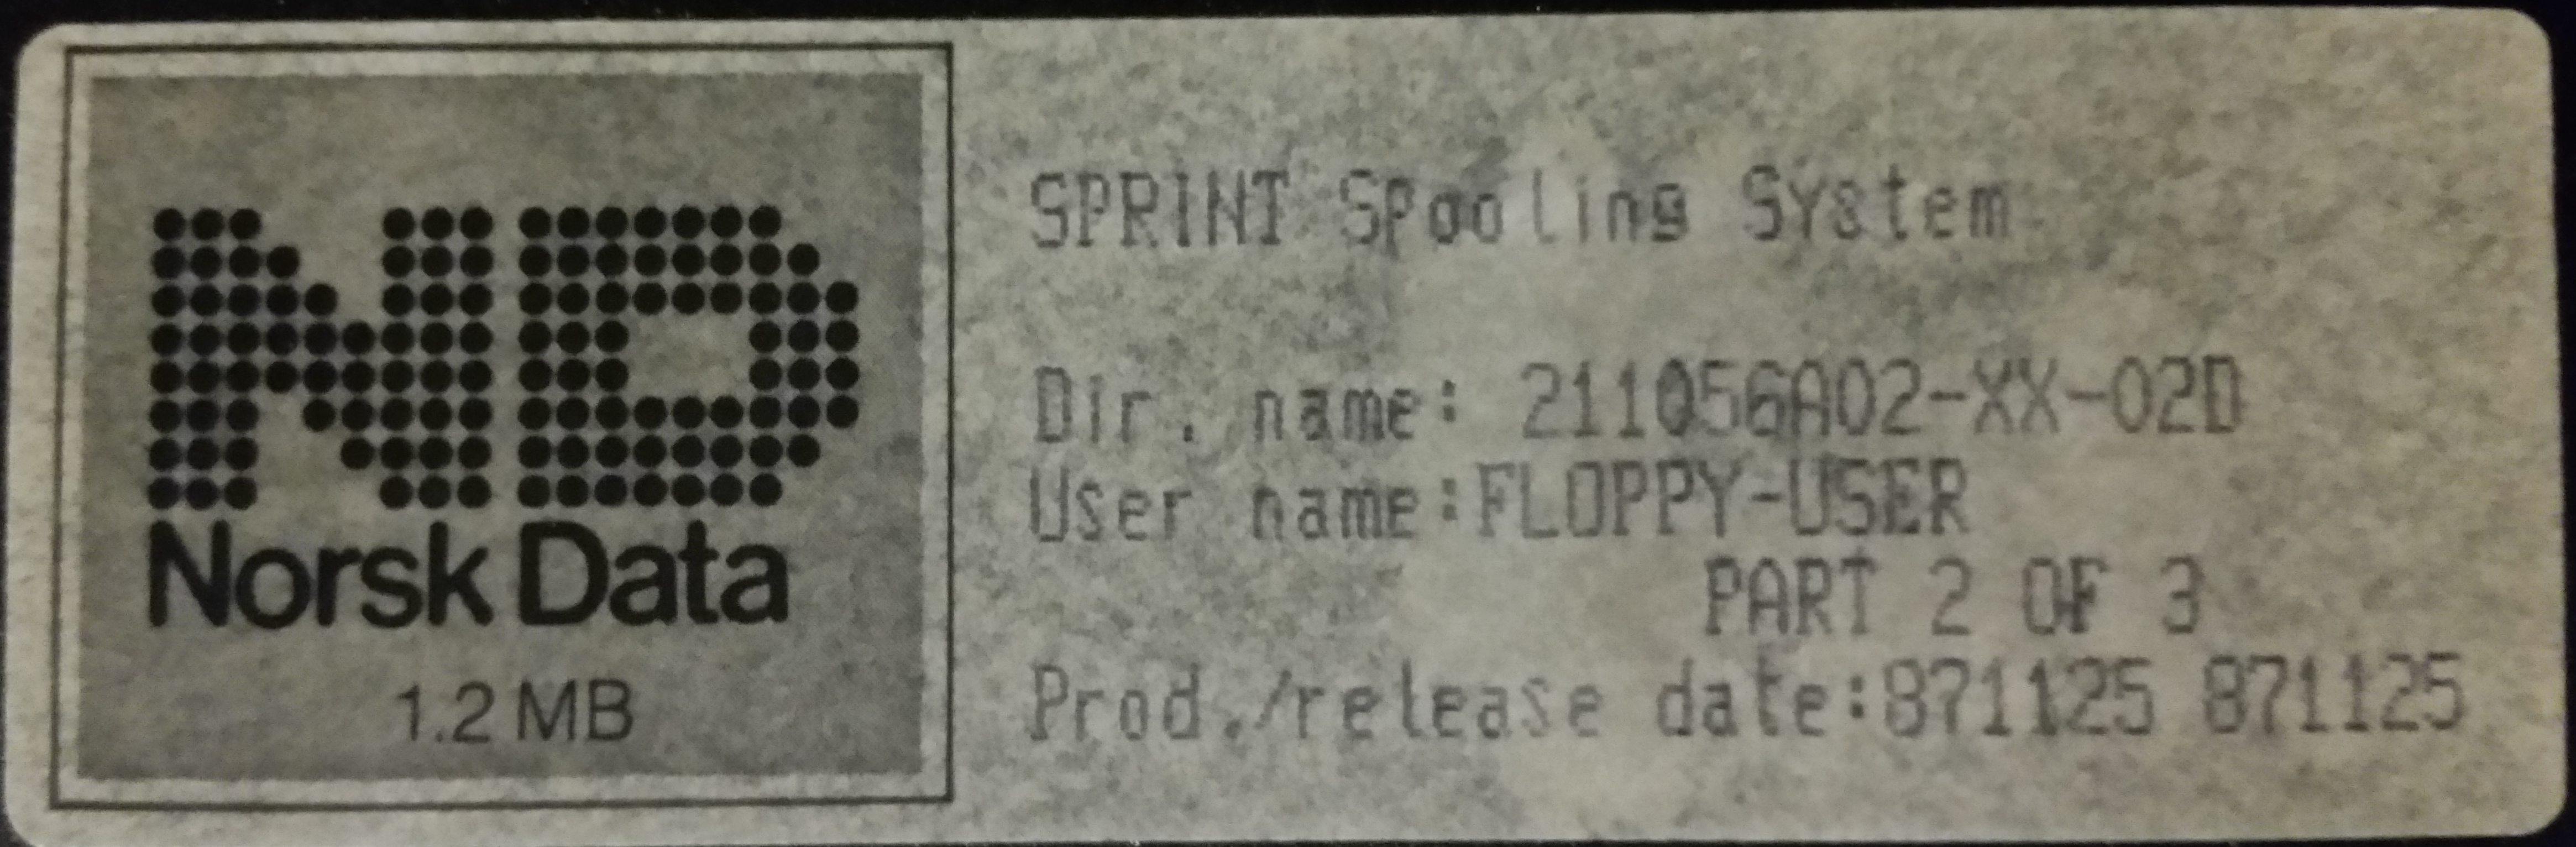 ND
Norsk Data
1.2 MB
SPRINT Spooling System
Dir. name: 211056A02-XX-02D
User name:FLOPPY-USER
PART 2 OF 3
Prod./release date:871125 871125